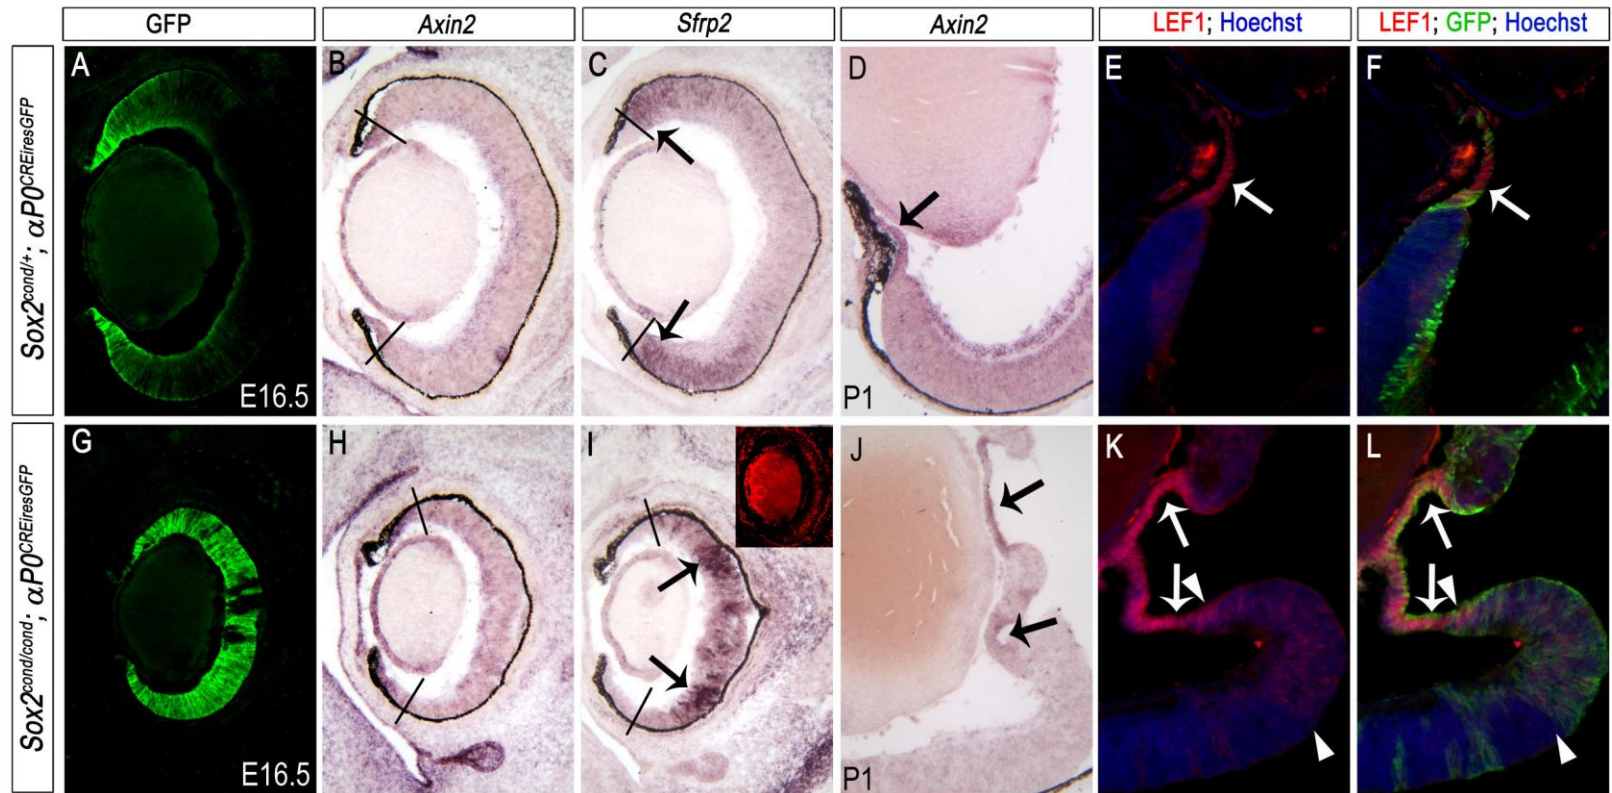 GFP
Axin2
Sfrp2
Axin2
LEF1; Hoechst
LEF1; GFP; Hoechst
Sox2cond/+; αP0CREiresGFP
A
E16.5
B
C
D
P1
E
F
Sox2cond/cond; αP0CREiresGFP
G
E16.5
H
I
J
P1
K
L